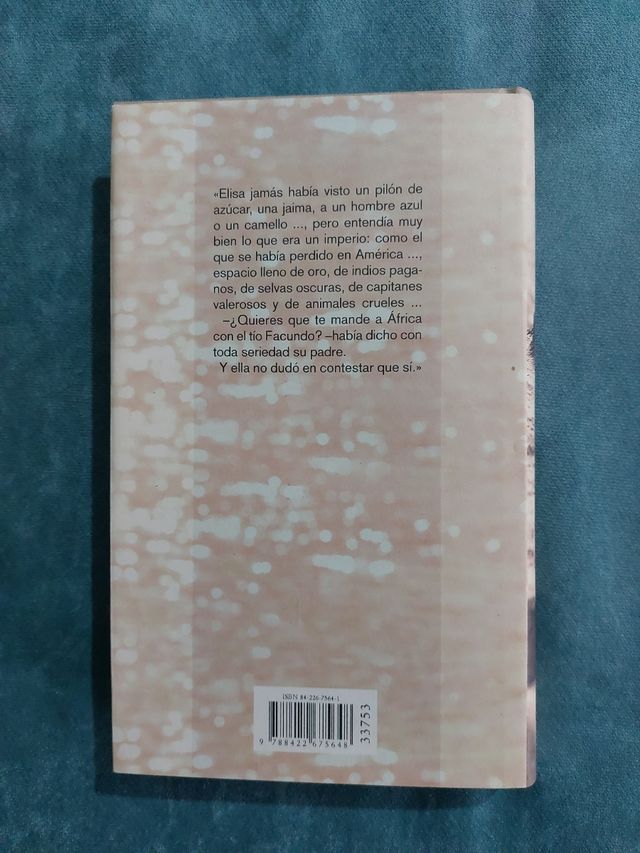 «Elisa jamás había visto un pilón de
azúcar, una jaima, a un hombre azul
o un camello ..., pero entendía muy
bien lo que era un imperio: como el
que se había perdido en América ...,
espacio lleno de oro, de indios paga-
nos, de selvas oscuras, de capitanes
valerosos y de animales crueles ...
–¿Quieres que te mande a África
con el tío Facundo? –había dicho con
toda seriedad su padre.
Y ella no dudó en contestar que sí.»
ISBN 84-226-7564-1
9 788422 675648
33753